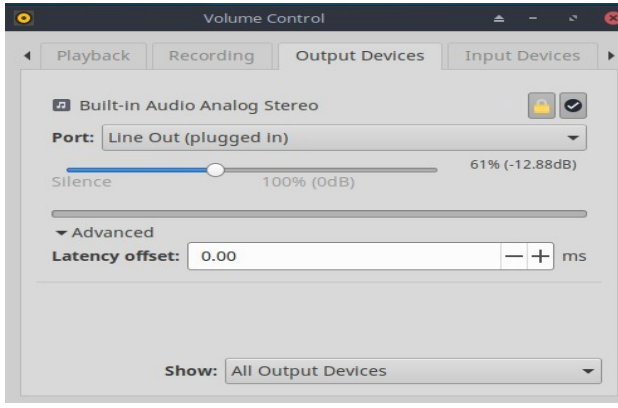 Volume Control
Playback Recording Output Devices Input Devices
Built-in Audio Analog Stereo
Port: Line Out (plugged in)
61% (-12.88dB)
Silence 100% (0dB)
Advanced
Latency offset: 0.00 ms
Show: All Output Devices